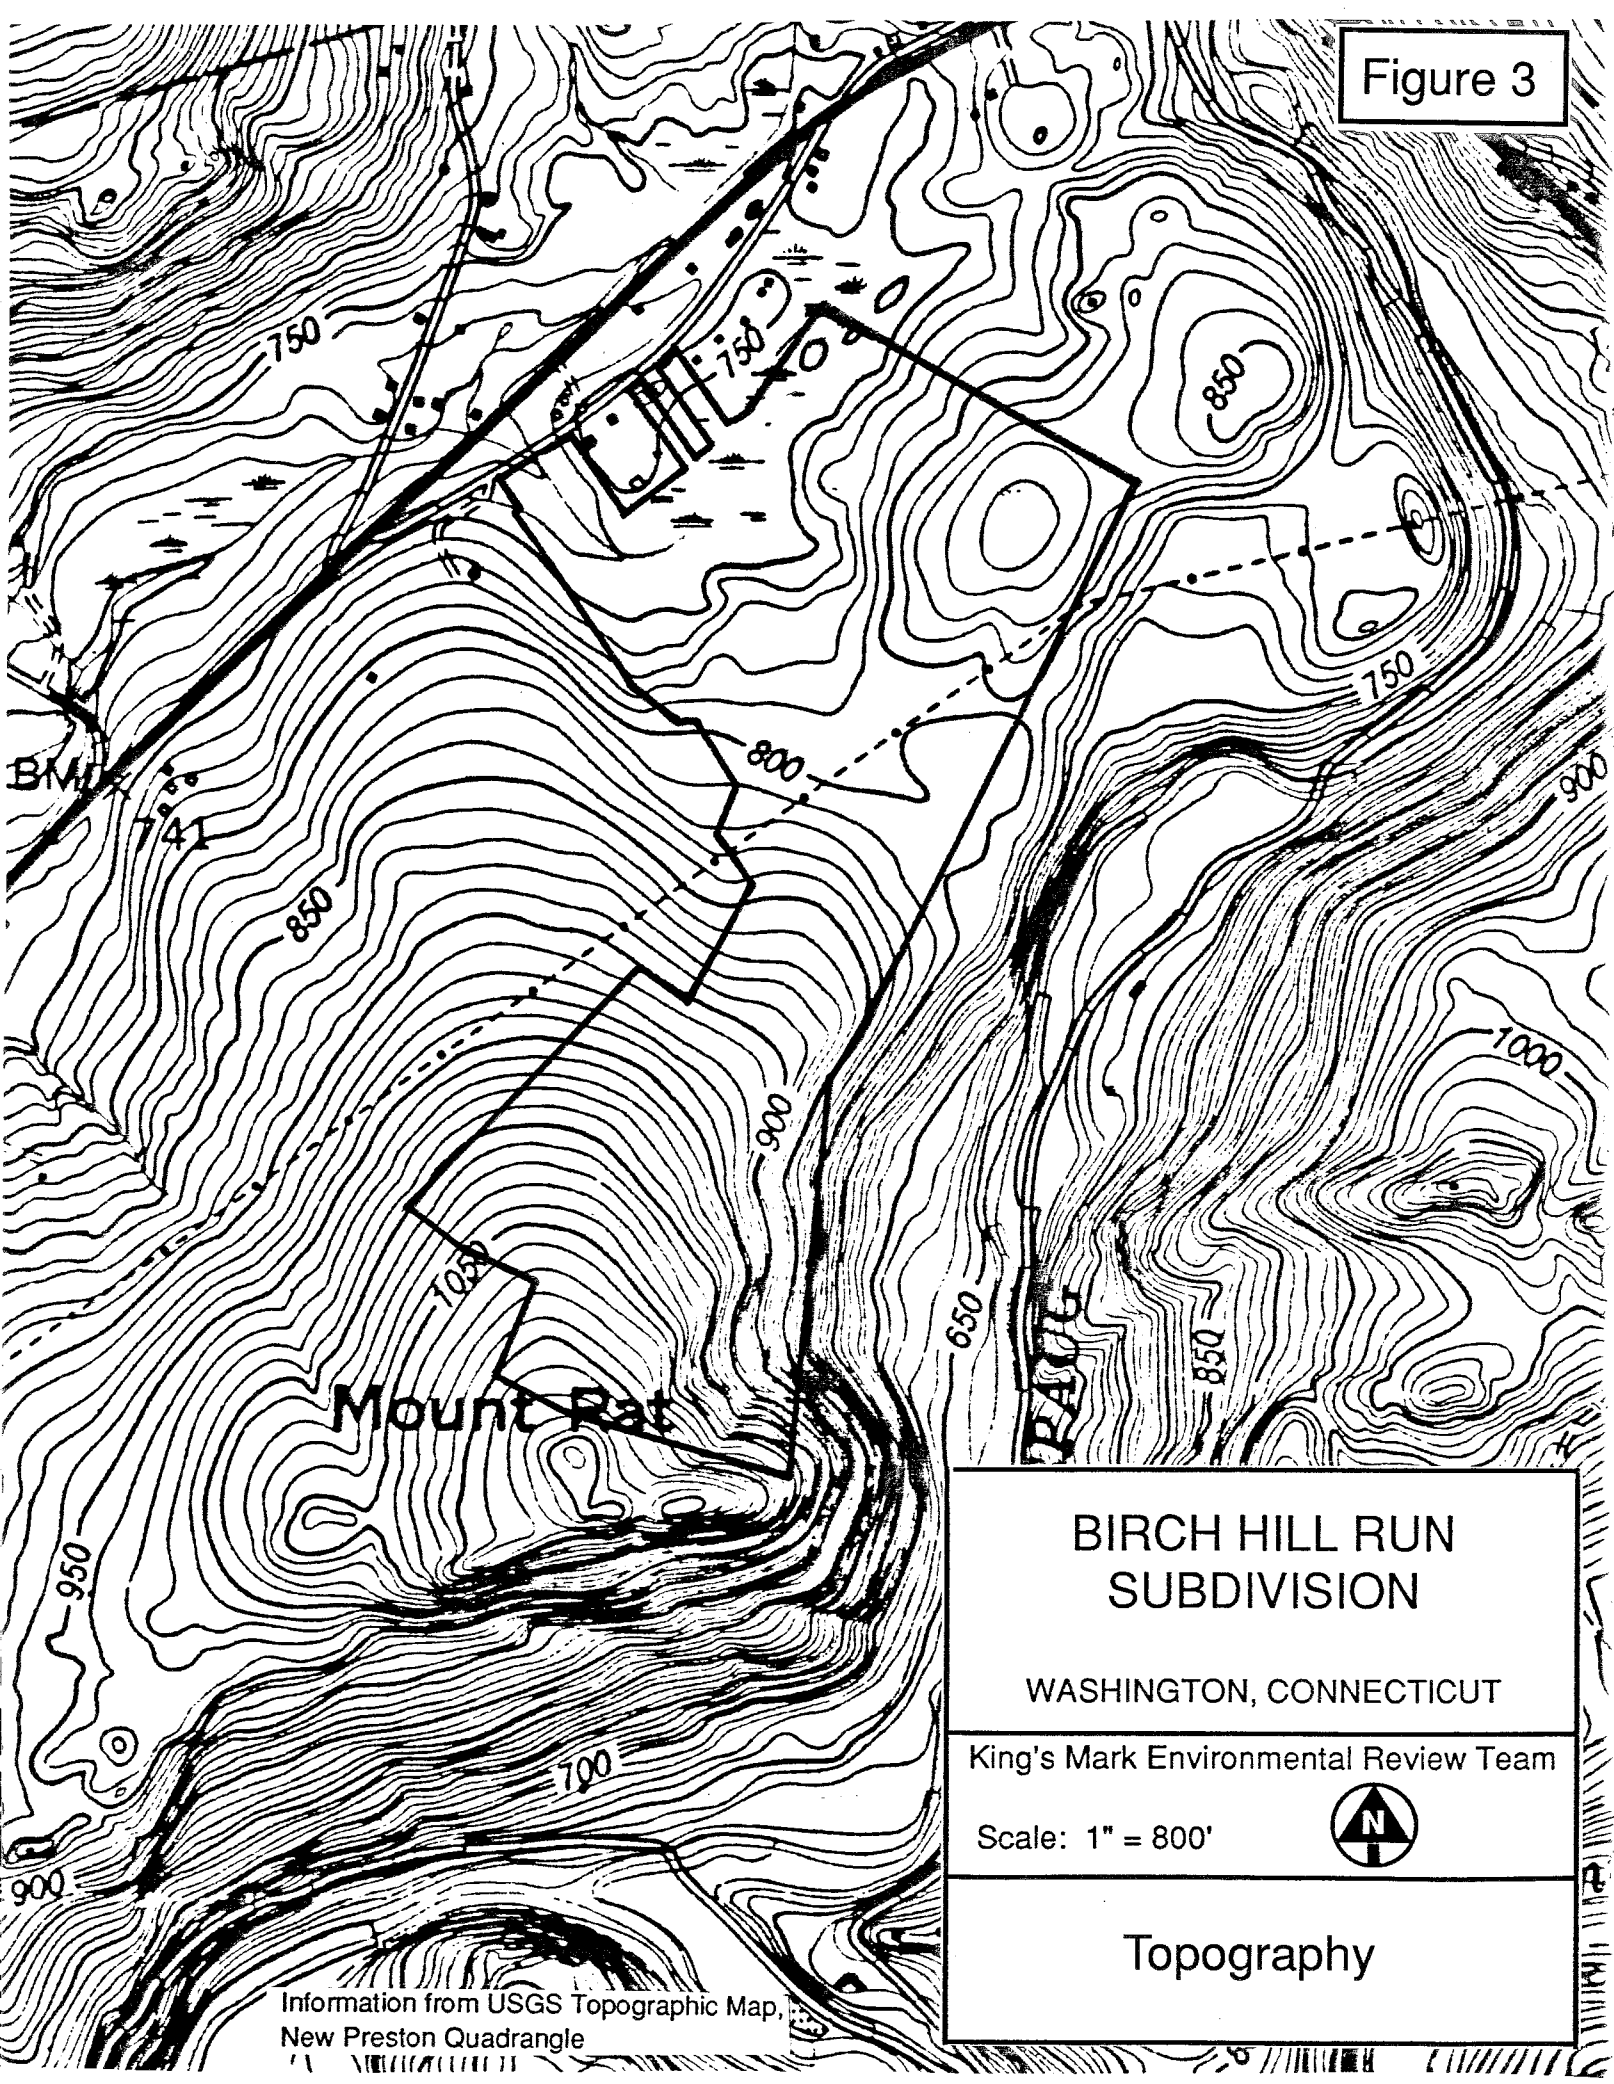 Figure 3
750
750
850
750
BM
x
741
800
900
850
1000
900
1050
650
PAUG
850
Mount Rat
950
700
900
BIRCH HILL RUN
SUBDIVISION
WASHINGTON, CONNECTICUT
King's Mark Environmental Review Team
Scale: 1" = 800'
N
Topography
Information from USGS Topographic Map,
New Preston Quadrangle